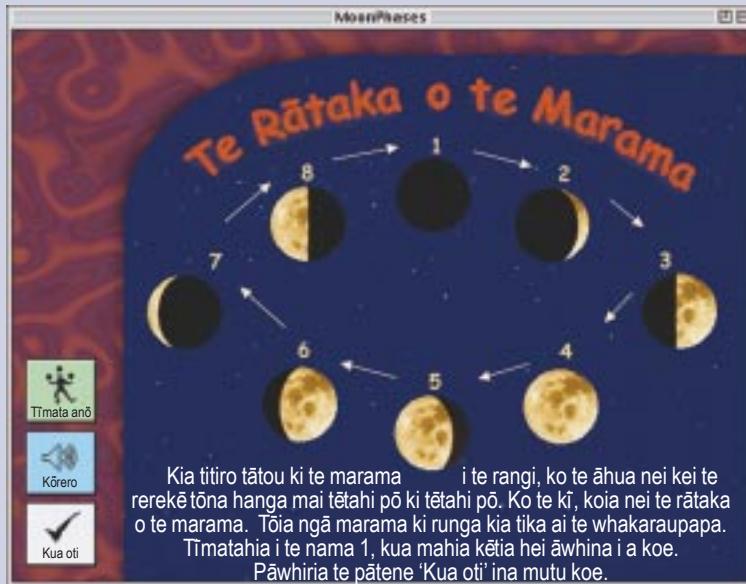 MoonPhases
Te Rātaka o te Marama
1
2
3
4
5
6
7
8
Tīmata anō
Kōrero
Kua oti
Kia titiro tātou ki te marama i te rangi, ko te āhua nei kei te
rerekē tōna hanga mai tētahi pō ki tētahi pō. Ko te kī, koia nei te rātaka
o te marama. Tōia ngā marama ki runga kia tika ai te whakaraupapa.
Tīmatahia i te nama 1, kua mahia kētia hei āwhina i a koe.
Pāwhiria te pātene ‘Kua oti’ ina mutu koe.